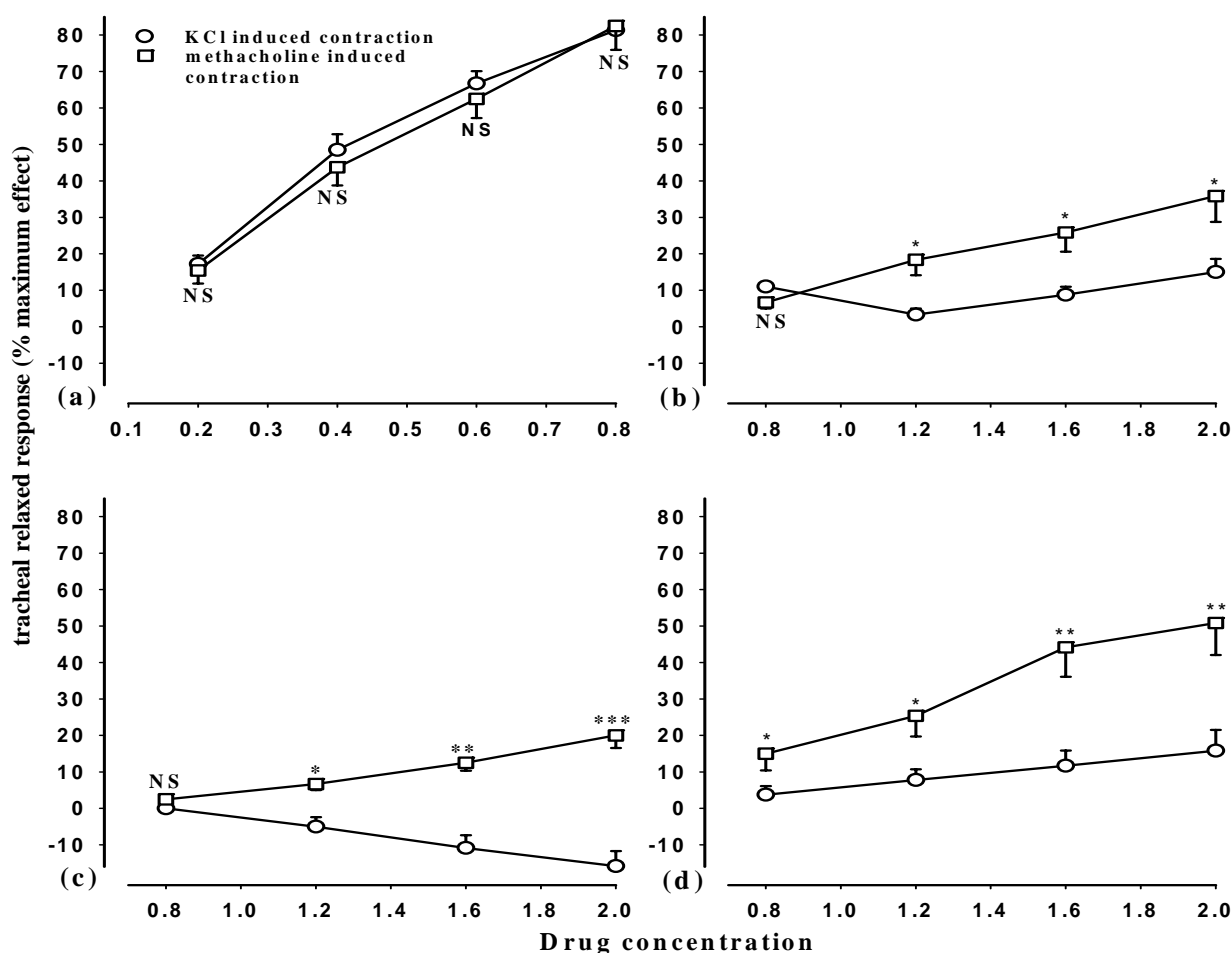 tracheal relaxed response (% maximum effect)
80
70
60
50
40
30
20
10
0
-10
KCl induced contraction
methacholine induced
contraction
NS
NS
NS
NS
(a)
0.1 0.2 0.3 0.4 0.5 0.6 0.7 0.8
80
70
60
50
40
30
20
10
0
-10
NS
*
*
*
(b)
0.8 1.0 1.2 1.4 1.6 1.8 2.0
80
70
60
50
40
30
20
10
0
-10
NS
*
**
***
(c)
0.8 1.0 1.2 1.4 1.6 1.8 2.0
80
70
60
50
40
30
20
10
0
-10
*
*
**
**
(d)
0.8 1.0 1.2 1.4 1.6 1.8 2.0
Drug concentration